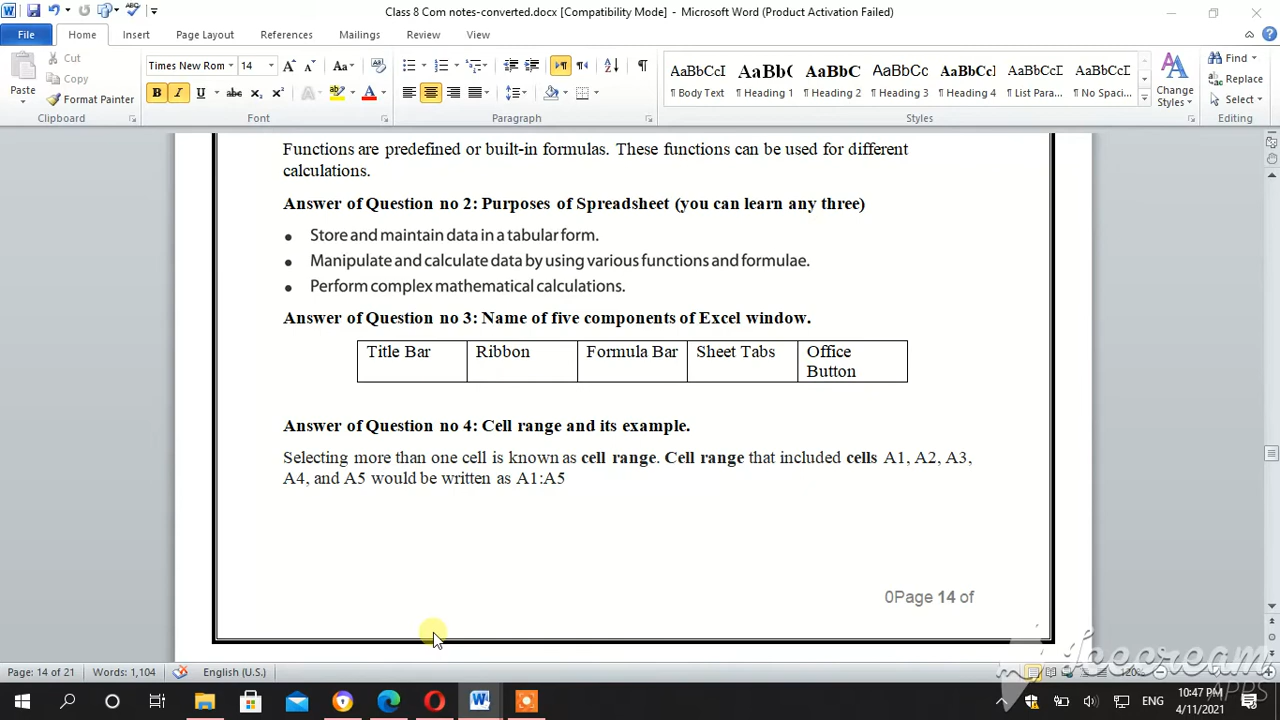 Class 8 Com notes-converted.docx [Compatibility Mode] - Microsoft Word (Product Activation Failed)
File Home Insert Page Layout References Mailings Review View
Paste
Cut
Copy
Format Painter
Clipboard
Times New Rom 14
Aa
B I U abc X₂ X² A A
Font
Paragraph
AaBbCcI AaBb( AaBbC AaBbCcI AaBbCcI AaBbCcI AaBbCcI
¶ Body Text ¶ Heading 1 ¶ Heading 2 ¶ Heading 3 ¶ Heading 4 ¶ List Para... ¶ No Spaci...
Change Styles
Styles
Find
Replace
Select
Editing
Functions are predefined or built-in formulas. These functions can be used for different
calculations.
Answer of Question no 2: Purposes of Spreadsheet (you can learn any three)
• Store and maintain data in a tabular form.
• Manipulate and calculate data by using various functions and formulae.
• Perform complex mathematical calculations.
Answer of Question no 3: Name of five components of Excel window.
Title Bar Ribbon Formula Bar Sheet Tabs Office
Button
Answer of Question no 4: Cell range and its example.
Selecting more than one cell is known as cell range. Cell range that included cells A1, A2, A3,
A4, and A5 would be written as A1:A5
0Page 14 of
Icecream
APPS
Page: 14 of 21 Words: 1,104 English (U.S.) 120%
ENG
10:47 PM
4/11/2021